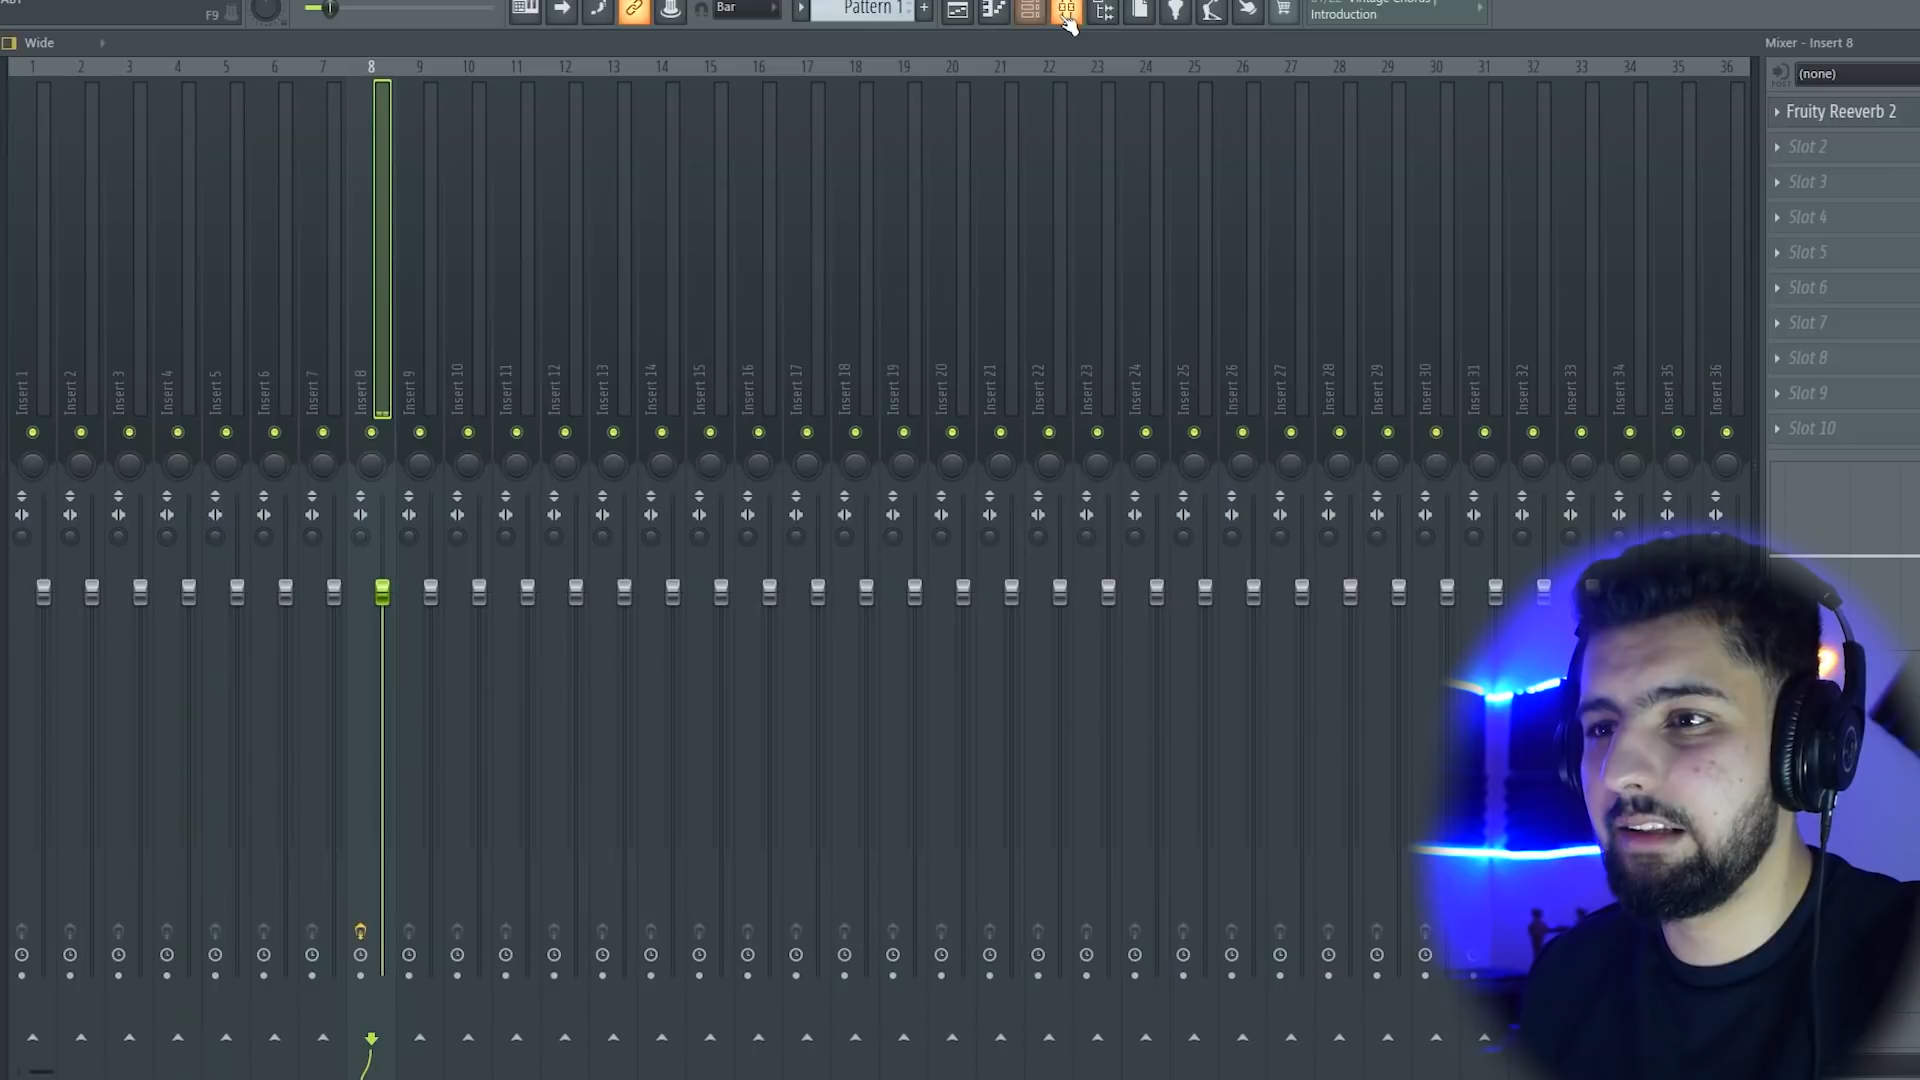 F9
Bar
Pattern 1
+
Introduction
Wide
Mixer - Insert 8
1 2 3 4 5 6 7 8 9 10 11 12 13 14 15 16 17 18 19 20 21 22 23 24 25 26 27 28 29 30 31 32 33 34 35 36
(none)
POST
Fruity Reeverb 2
Slot 2
Slot 3
Slot 4
Slot 5
Slot 6
Slot 7
Slot 8
Slot 9
Slot 10
Insert 1
Insert 2
Insert 3
Insert 4
Insert 5
Insert 6
Insert 7
Insert 8
Insert 9
Insert 10
Insert 11
Insert 12
Insert 13
Insert 14
Insert 15
Insert 16
Insert 17
Insert 18
Insert 19
Insert 20
Insert 21
Insert 22
Insert 23
Insert 24
Insert 25
Insert 26
Insert 27
Insert 28
Insert 29
Insert 30
Insert 31
Insert 32
Insert 33
Insert 34
Insert 35
Insert 36